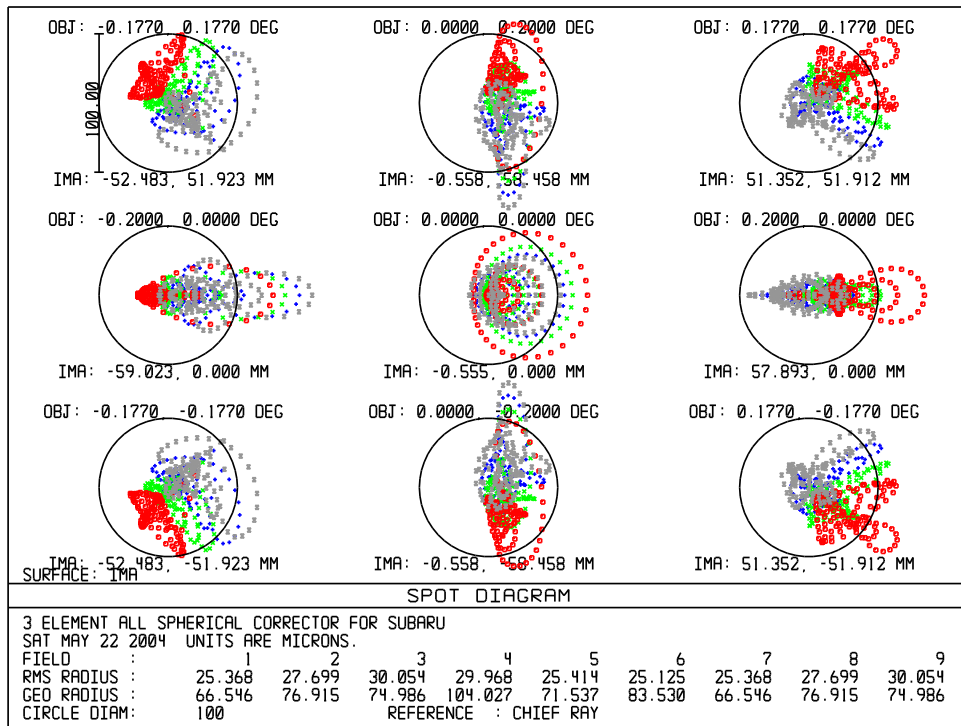 OBJ: -0.1770, 0.1770 DEG OBJ: 0.0000, 0.2000 DEG OBJ: 0.1770, 0.1770 DEG
100.00
IMA: -52.483, 51.923 MM IMA: -0.558, 58.458 MM IMA: 51.352, 51.912 MM
OBJ: -0.2000, 0.0000 DEG OBJ: 0.0000, 0.0000 DEG OBJ: 0.2000, 0.0000 DEG
IMA: -59.023, 0.000 MM IMA: -0.555, 0.000 MM IMA: 57.893, 0.000 MM
OBJ: -0.1770, -0.1770 DEG OBJ: 0.0000, -0.2000 DEG OBJ: 0.1770, -0.1770 DEG
IMA: -52.483, -51.923 MM IMA: -0.558, -58.458 MM IMA: 51.352, -51.912 MM
SURFACE: IMA
SPOT DIAGRAM
3 ELEMENT ALL SPHERICAL CORRECTOR FOR SUBARU
SAT MAY 22 2004 UNITS ARE MICRONS.
FIELD : 1 2 3 4 5 6 7 8 9
RMS RADIUS : 25.368 27.699 30.054 29.968 25.414 25.125 25.368 27.699 30.054
GEO RADIUS : 66.546 76.915 74.986 104.027 71.537 83.530 66.546 76.915 74.986
CIRCLE DIAM: 100 REFERENCE : CHIEF RAY